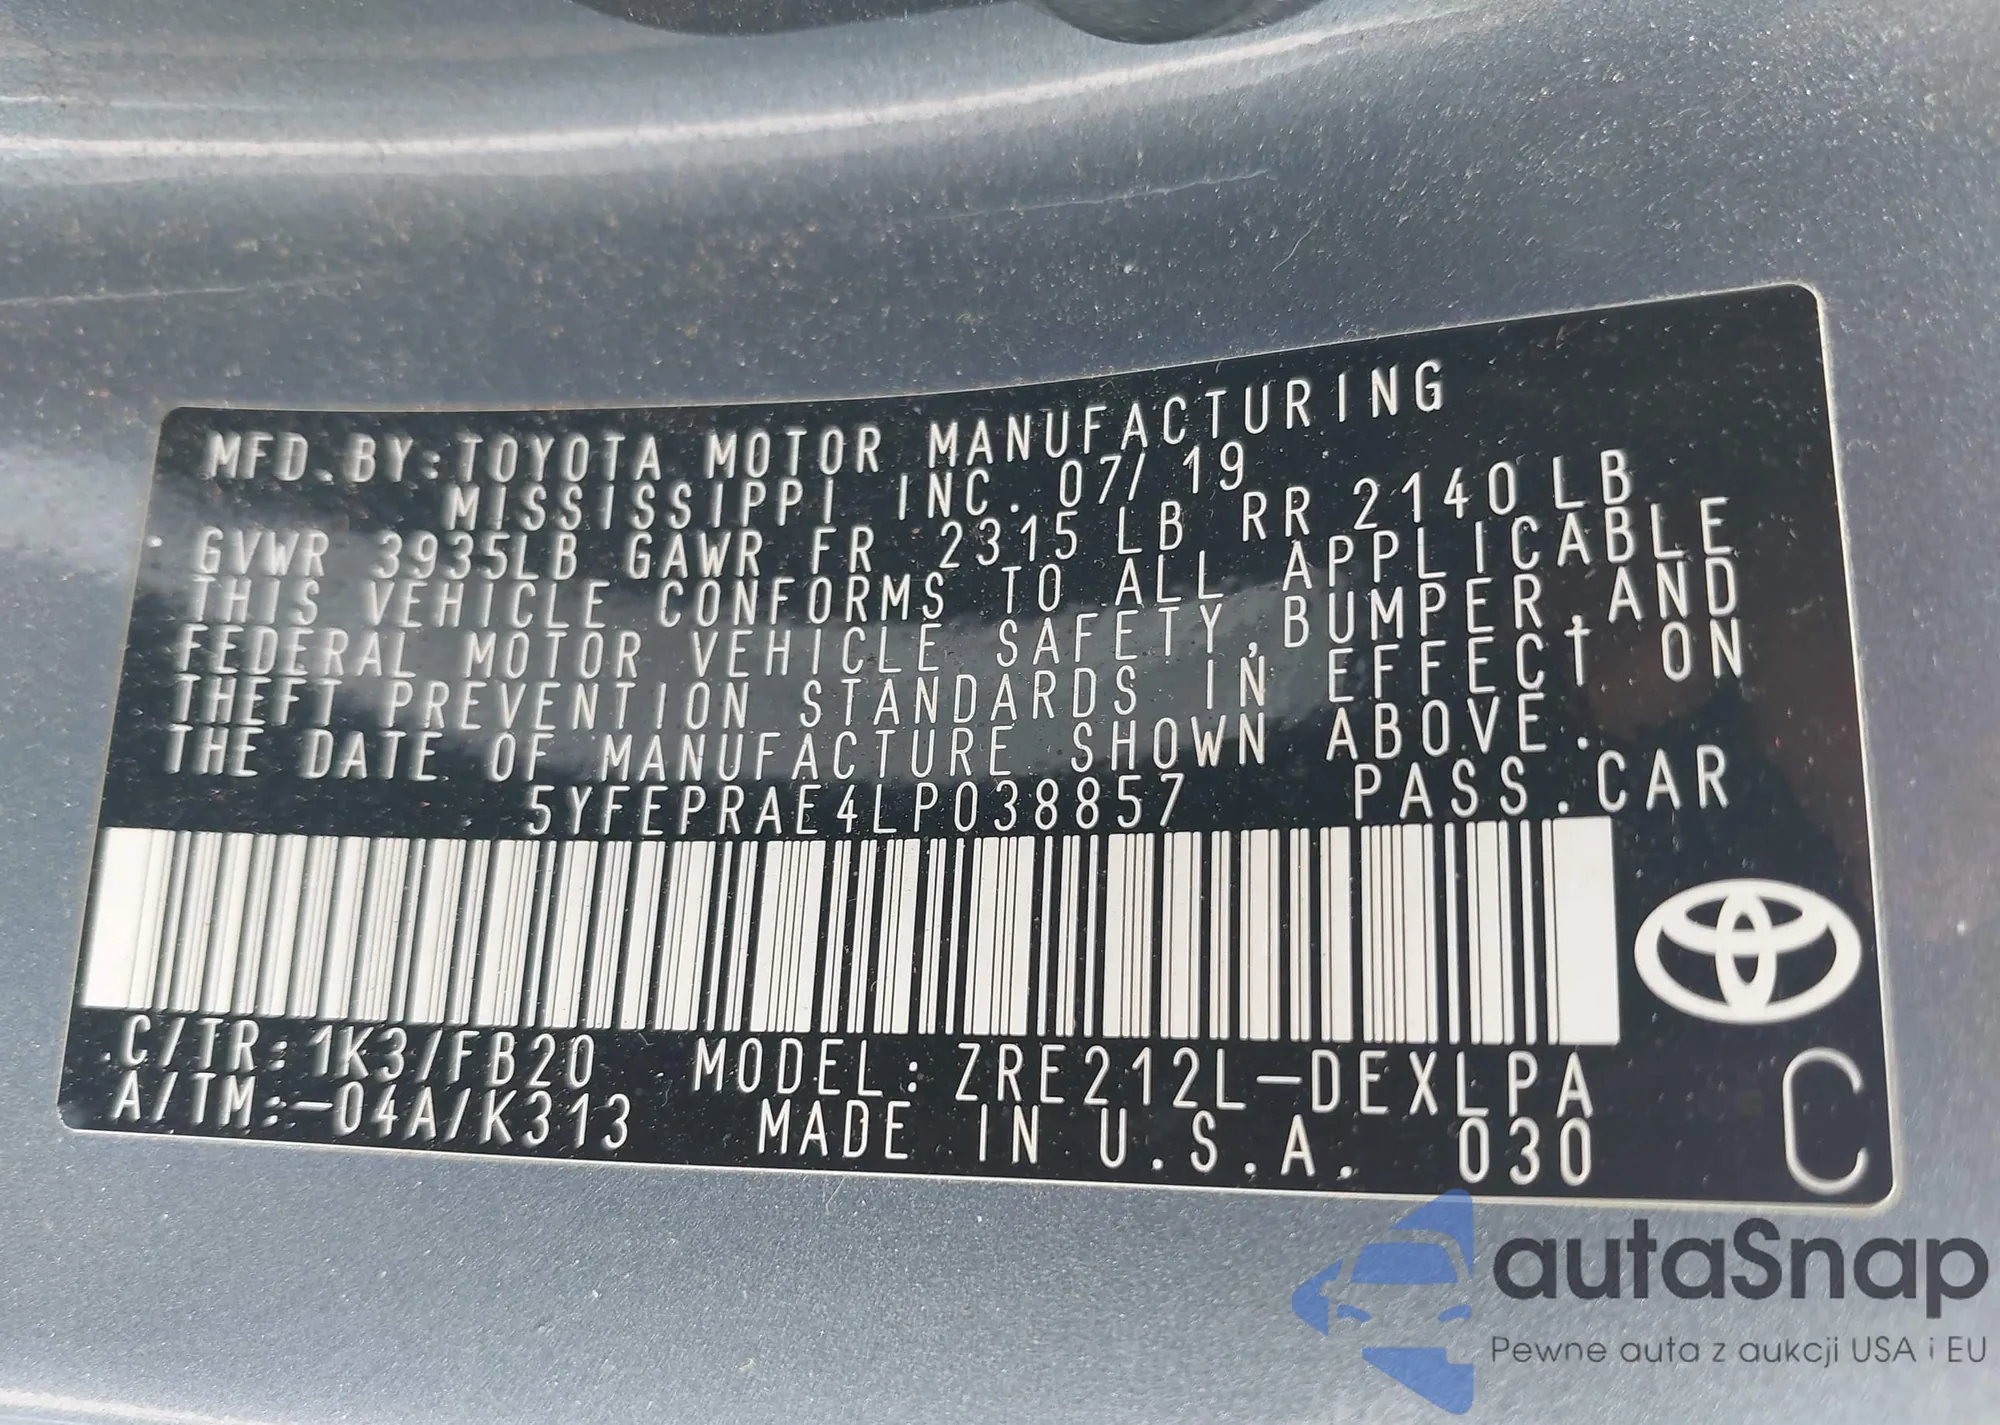 MFD.BY:TOYOTA MOTOR MANUFACTURING
MISSISSIPPI INC. 07/19
GVWR 3935LB GAWR FR 2315 LB RR 2140 LB
THIS VEHICLE CONFORMS TO ALL APPLICABLE
FEDERAL MOTOR VEHICLE SAFETY,BUMPER,AND
THEFT PREVENTION STANDARDS IN EFFECT ON
THE DATE OF MANUFACTURE SHOWN ABOVE.
5YFEPRAE4LP038857 PASS.CAR
C/TR:1K3/FB20 MODEL:ZRE212L-DEXLPA
A/TM:-04A/K313 MADE IN U.S.A. 030
C
autaSnap
Pewne auta z aukcji USA i EU